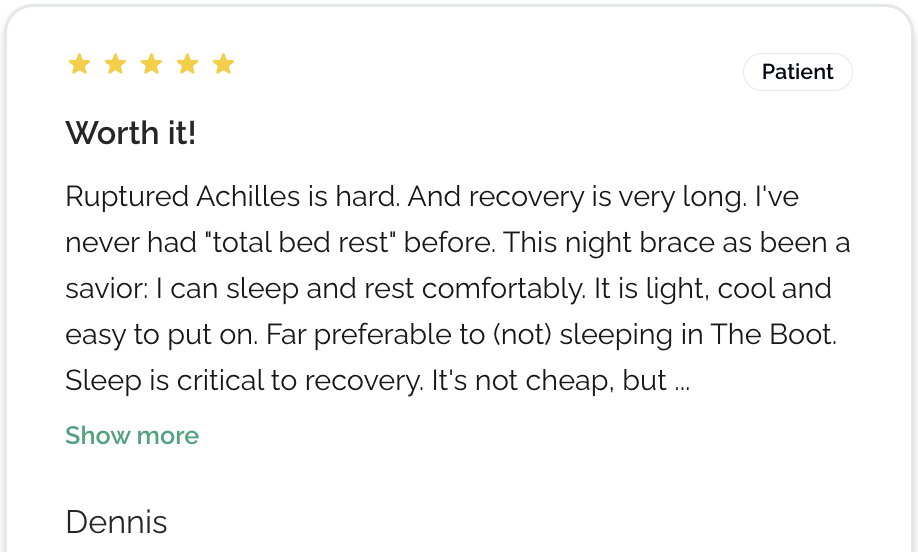 Patient
Worth it!
Ruptured Achilles is hard. And recovery is very long. I've
never had "total bed rest" before. This night brace as been a
savior: I can sleep and rest comfortably. It is light, cool and
easy to put on. Far preferable to (not) sleeping in The Boot.
Sleep is critical to recovery. It's not cheap, but ...
Show more
Dennis